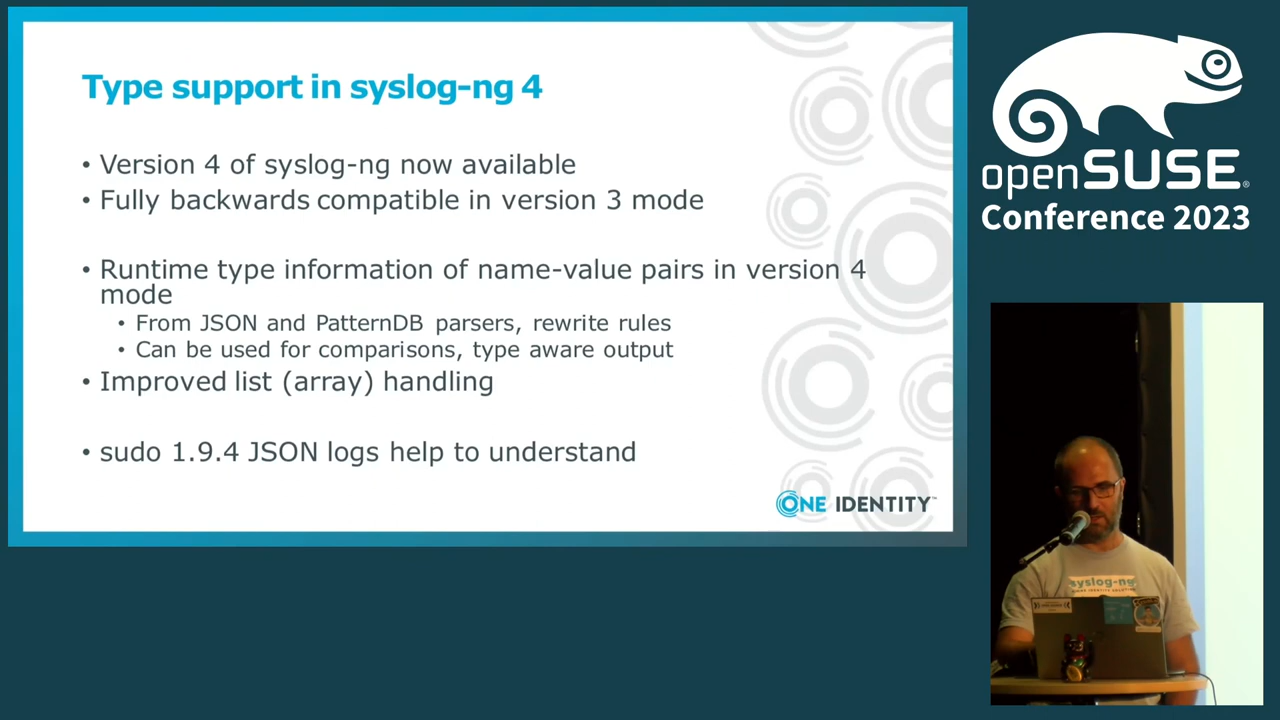 Type support in syslog-ng 4
• Version 4 of syslog-ng now available
• Fully backwards compatible in version 3 mode
• Runtime type information of name-value pairs in version 4
mode
• From JSON and PatternDB parsers, rewrite rules
• Can be used for comparisons, type aware output
• Improved list (array) handling
• sudo 1.9.4 JSON logs help to understand
ONE IDENTITY™
openSUSE®
Conference 2023
syslog-ng